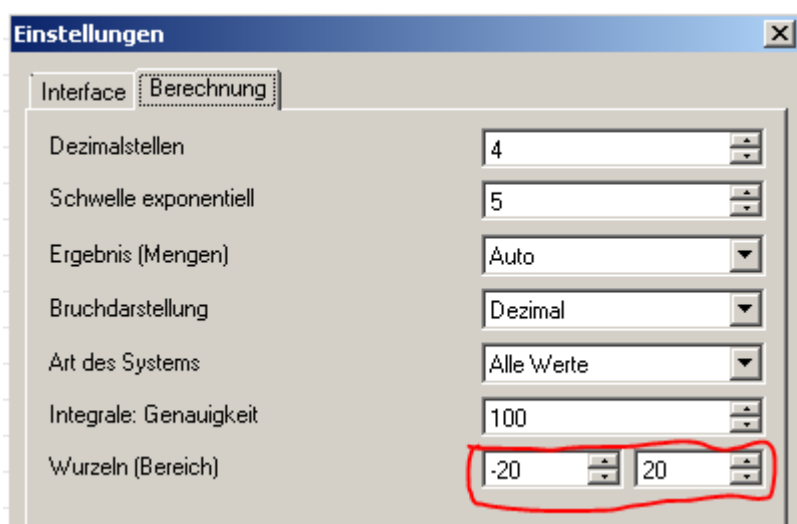 Einstellungen
Interface Berechnung
Dezimalstellen 4
Schwelle exponentiell 5
Ergebnis (Mengen) Auto
Bruchdarstellung Dezimal
Art des Systems Alle Werte
Integrale: Genauigkeit 100
Wurzeln (Bereich) -20 20